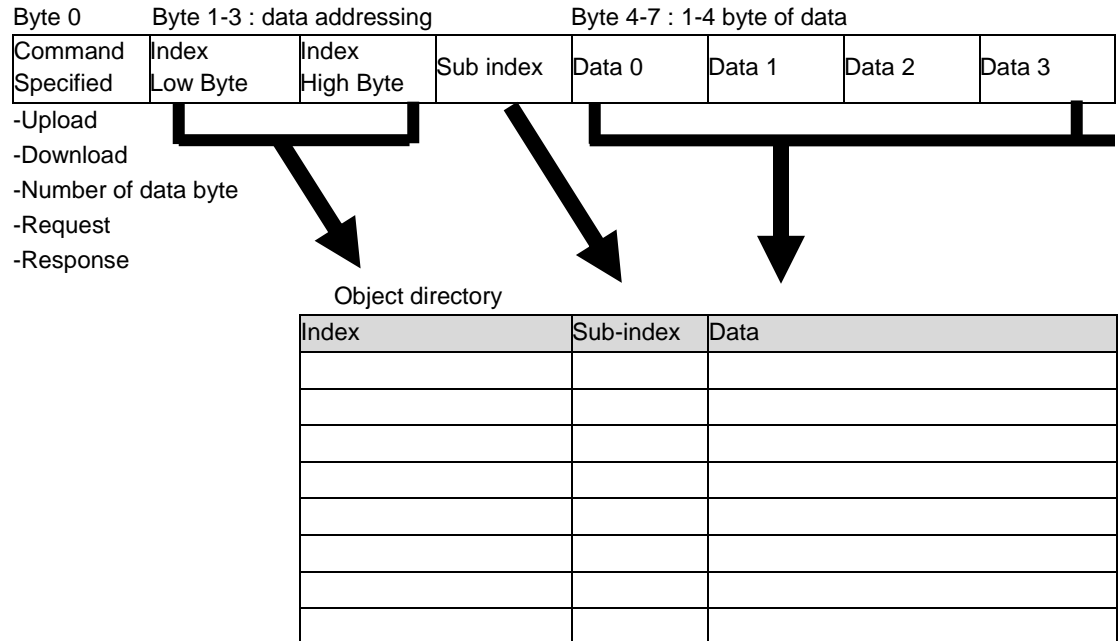 Byte 0 Byte 1-3 : data addressing Byte 4-7 : 1-4 byte of data
Command Specified Index Low Byte Index High Byte Sub index Data 0 Data 1 Data 2 Data 3
-Upload
-Download
-Number of data byte
-Request
-Response
Object directory
Index Sub-index Data